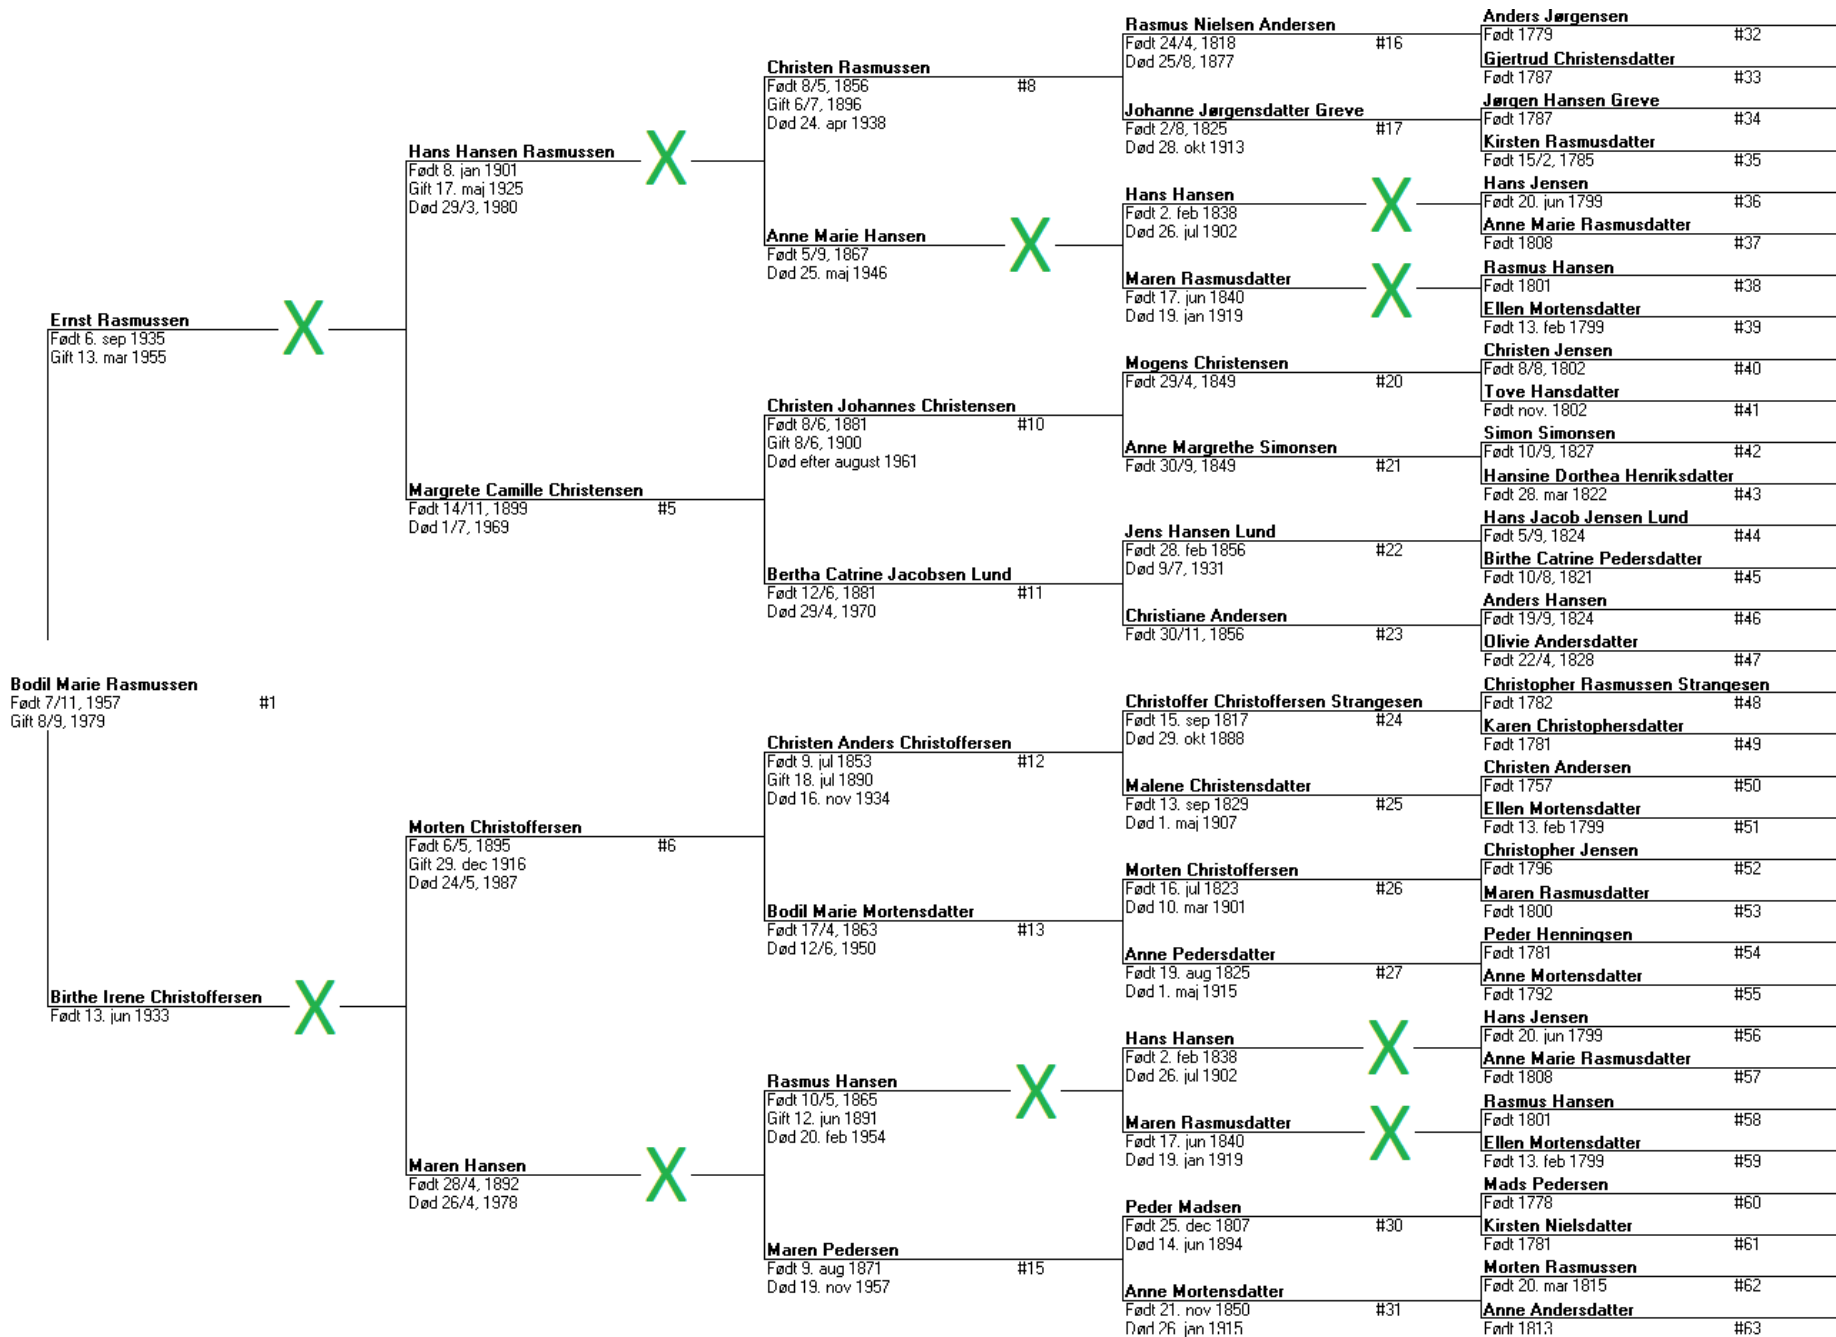 Bodil Marie Rasmussen
Født 7/11, 1957 #1
Gift 8/9, 1979
Ernst Rasmussen
Født 6. sep 1935
Gift 13. mar 1955
X
Birthe Irene Christoffersen
Født 13. jun 1933
X
Hans Hansen Rasmussen
Født 8. jan 1901
Gift 17. maj 1925
Død 29/3, 1980
X
Margrete Camille Christensen
Født 14/11, 1899 #5
Død 1/7, 1969
Morten Christoffersen
Født 6/5, 1895 #6
Gift 29. dec 1916
Død 24/5, 1987
Maren Hansen
Født 28/4, 1892
Død 26/4, 1978
X
Christen Rasmussen
Født 8/5, 1856 #8
Gift 6/7, 1896
Død 24. apr 1938
Anne Marie Hansen
Født 5/9, 1867
Død 25. maj 1946
X
Christen Johannes Christensen
Født 8/6, 1881 #10
Gift 8/6, 1900
Død efter august 1961
Bertha Catrine Jacobsen Lund
Født 12/6, 1881 #11
Død 29/4, 1970
Christen Anders Christoffersen
Født 9. jul 1853 #12
Gift 18. jul 1890
Død 16. nov 1934
Bodil Marie Mortensdatter
Født 17/4, 1863 #13
Død 12/6, 1950
Rasmus Hansen
Født 10/5, 1865
Gift 12. jun 1891
Død 20. feb 1954
X
Maren Pedersen
Født 9. aug 1871 #15
Død 19. nov 1957
Rasmus Nielsen Andersen
Født 24/4, 1818 #16
Død 25/8, 1877
Johanne Jørgensdatter Greve
Født 2/8, 1825 #17
Død 28. okt 1913
Hans Hansen
Født 2. feb 1838
Død 26. jul 1902
X
Maren Rasmusdatter
Født 17. jun 1840
Død 19. jan 1919
X
Mogens Christensen
Født 29/4, 1849 #20
Anne Margrethe Simonsen
Født 30/9, 1849 #21
Jens Hansen Lund
Født 28. feb 1856 #22
Død 9/7, 1931
Christiane Andersen
Født 30/11, 1856 #23
Christoffer Christoffersen Strangesen
Født 15. sep 1817 #24
Død 29. okt 1888
Malene Christensdatter
Født 13. sep 1829 #25
Død 1. maj 1907
Morten Christoffersen
Født 16. jul 1823 #26
Død 10. mar 1901
Anne Pedersdatter
Født 19. aug 1825 #27
Død 1. maj 1915
Hans Hansen
Født 2. feb 1838
Død 26. jul 1902
X
Maren Rasmusdatter
Født 17. jun 1840
Død 19. jan 1919
X
Peder Madsen
Født 25. dec 1807 #30
Død 14. jun 1894
Anne Mortensdatter
Født 21. nov 1850 #31
Død 26. jan 1915
Anders Jørgensen
Født 1779 #32
Gjertrud Christensdatter
Født 1787 #33
Jørgen Hansen Greve
Født 1787 #34
Kirsten Rasmusdatter
Født 15/2, 1785 #35
Hans Jensen
Født 20. jun 1799 #36
Anne Marie Rasmusdatter
Født 1808 #37
Rasmus Hansen
Født 1801 #38
Ellen Mortensdatter
Født 13. feb 1799 #39
Christen Jensen
Født 8/8, 1802 #40
Tove Hansdatter
Født nov. 1802 #41
Simon Simonsen
Født 10/9, 1827 #42
Hansine Dorthea Henriksdatter
Født 28. mar 1822 #43
Hans Jacob Jensen Lund
Født 5/9, 1824 #44
Birthe Catrine Pedersdatter
Født 10/8, 1821 #45
Anders Hansen
Født 19/9, 1824 #46
Olivie Andersdatter
Født 22/4, 1828 #47
Christopher Rasmussen Strangesen
Født 1782 #48
Karen Christophersdatter
Født 1781 #49
Christen Andersen
Født 1757 #50
Ellen Mortensdatter
Født 13. feb 1799 #51
Christopher Jensen
Født 1796 #52
Maren Rasmusdatter
Født 1800 #53
Peder Henningsen
Født 1781 #54
Anne Mortensdatter
Født 1792 #55
Hans Jensen
Født 20. jun 1799 #56
Anne Marie Rasmusdatter
Født 1808 #57
Rasmus Hansen
Født 1801 #58
Ellen Mortensdatter
Født 13. feb 1799 #59
Mads Pedersen
Født 1778 #60
Kirsten Nielsdatter
Født 1781 #61
Morten Rasmussen
Født 20. mar 1815 #62
Anne Andersdatter
Født 1813 #63